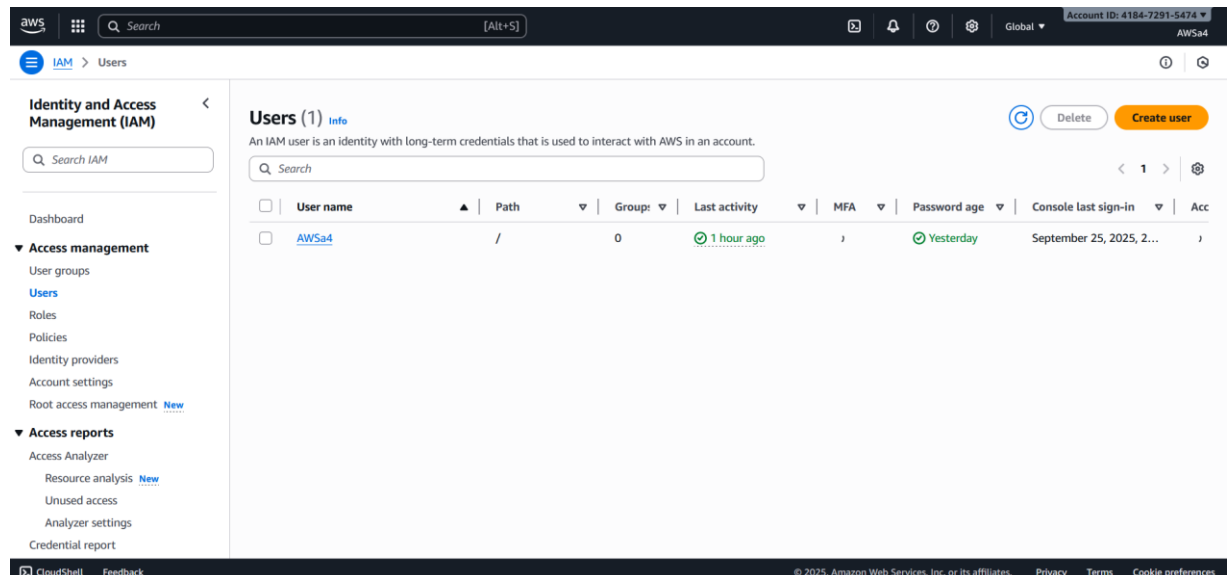 aws
Search [Alt+S]
Global ▼
Account ID: 4184-7291-5474 ▼
AWSa4
IAM > Users
Identity and Access
Management (IAM)
Search IAM
Dashboard
Access management
User groups
Users
Roles
Policies
Identity providers
Account settings
Root access management New
Access reports
Access Analyzer
Resource analysis New
Unused access
Analyzer settings
Credential report
Users (1) Info
Delete
Create user
An IAM user is an identity with long-term credentials that is used to interact with AWS in an account.
Search
1
User name Path Groups Last activity MFA Password age Console last sign-in Acc
AWSa4 / 0 1 hour ago Yesterday September 25, 2025, 2...
CloudShell Feedback © 2025, Amazon Web Services, Inc. or its affiliates. Privacy Terms Cookie preferences